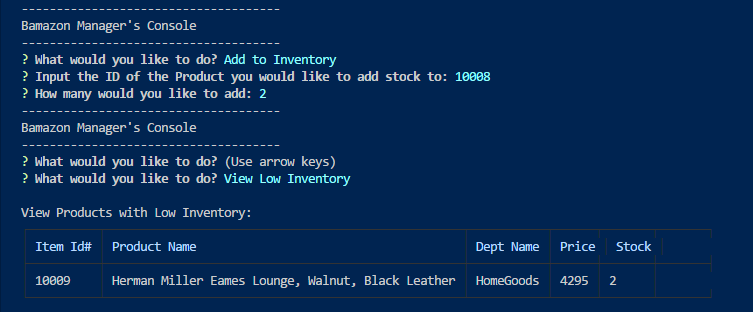 -------------------------------------
Bamazon Manager's Console
-------------------------------------
? What would you like to do? Add to Inventory
? Input the ID of the Product you would like to add stock to: 10008
? How many would you like to add: 2
-------------------------------------
Bamazon Manager's Console
-------------------------------------
? What would you like to do? (Use arrow keys)
? What would you like to do? View Low Inventory
View Products with Low Inventory:
Item Id# Product Name Dept Name Price Stock
10009 Herman Miller Eames Lounge, Walnut, Black Leather HomeGoods 4295 2